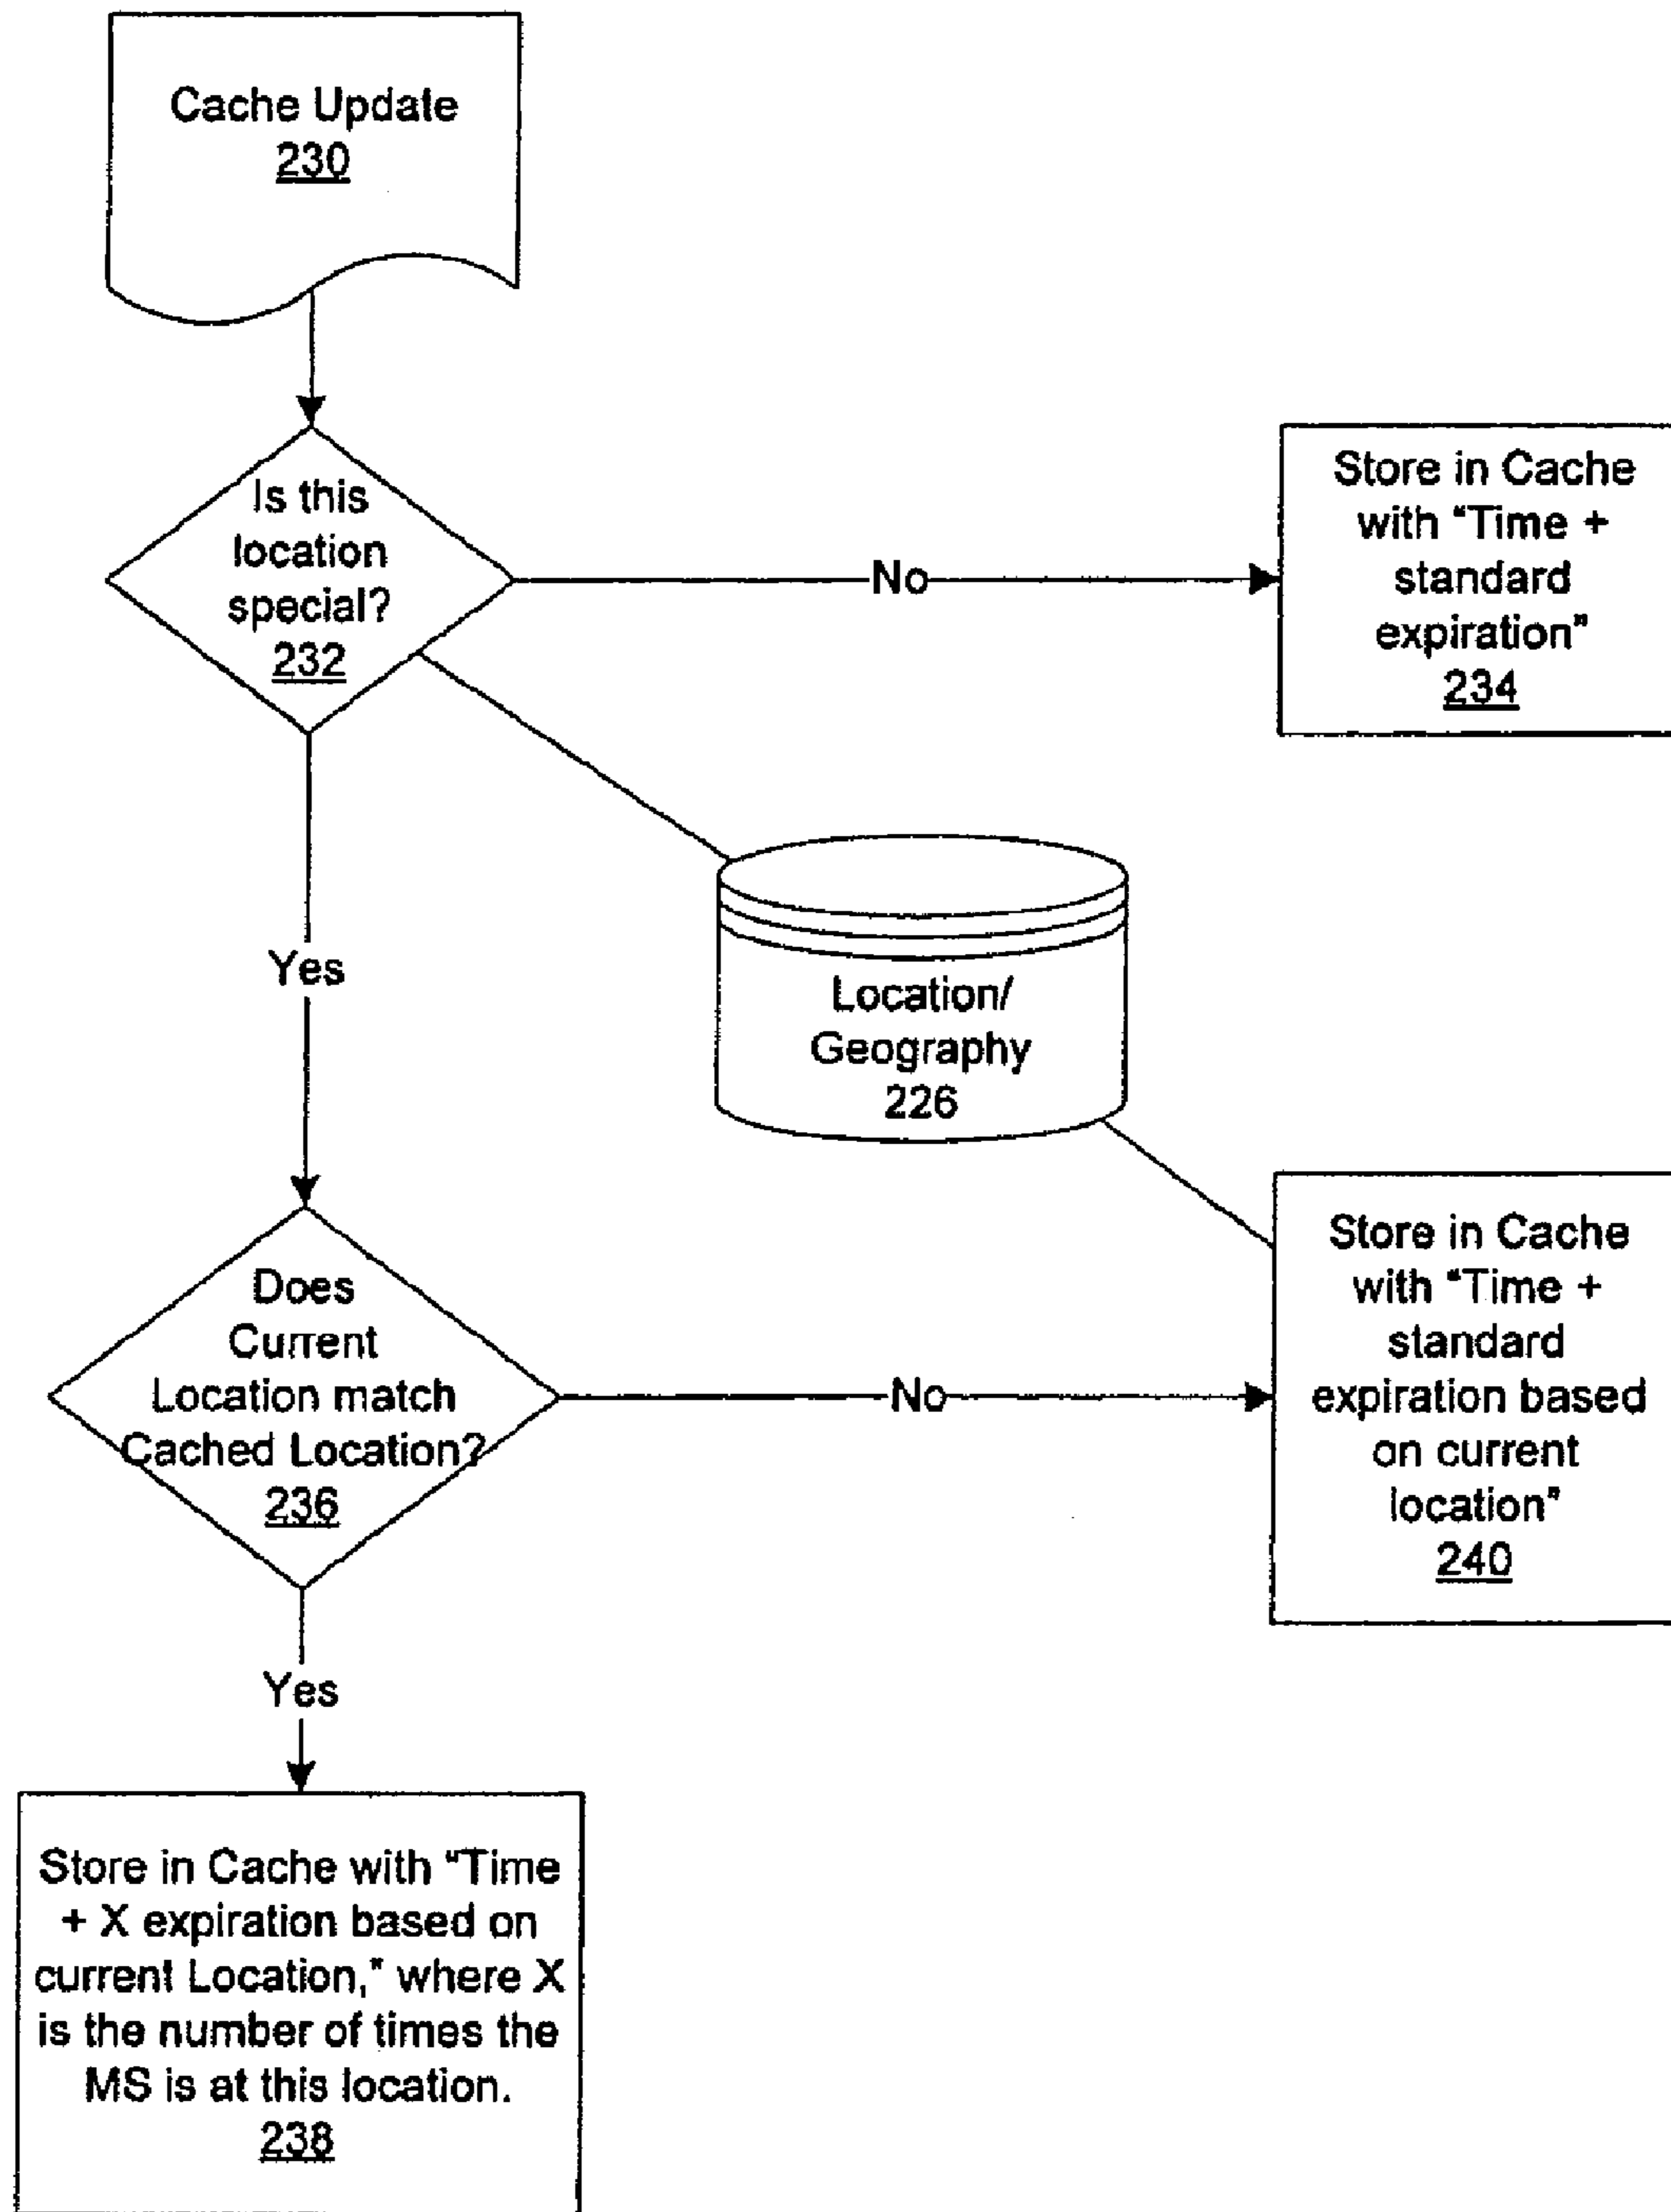 Cache Update
230
Is this
location
special?
232
No
Store in Cache
with "Time +
standard
expiration"
234
Yes
Location/
Geography
226
Does
Current
Location match
Cached Location?
236
No
Store in Cache
with "Time +
standard
expiration based
on current
location"
240
Yes
Store in Cache with "Time
+ X expiration based on
current Location," where X
is the number of times the
MS is at this location.
238